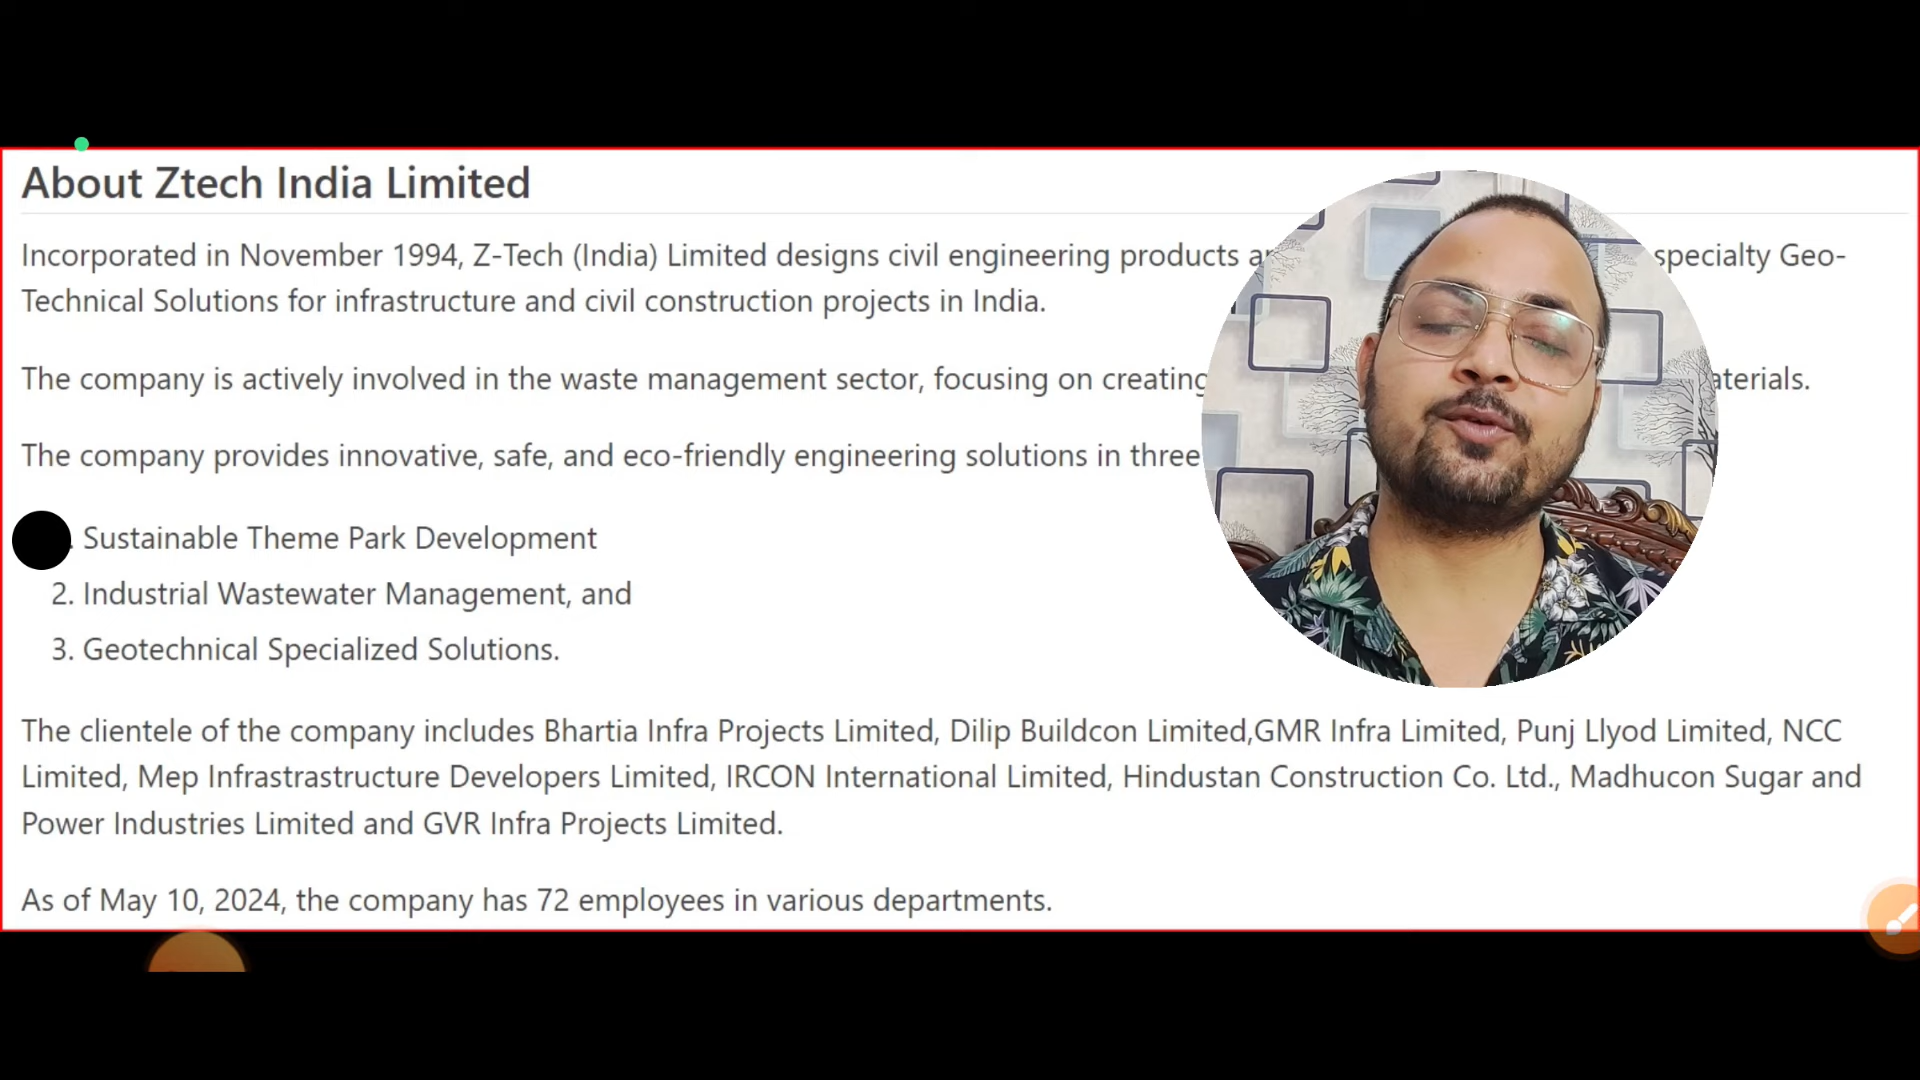 About Ztech India Limited
Incorporated in November 1994, Z-Tech (India) Limited designs civil engineering products specialty Geo-
Technical Solutions for infrastructure and civil construction projects in India.
The company is actively involved in the waste management sector, focusing on creating
The company provides innovative, safe, and eco-friendly engineering solutions in three
. Sustainable Theme Park Development
2. Industrial Wastewater Management, and
3. Geotechnical Specialized Solutions.
The clientele of the company includes Bhartia Infra Projects Limited, Dilip Buildcon Limited,GMR Infra Limited, Punj Llyod Limited, NCC
Limited, Mep Infrastrastructure Developers Limited, IRCON International Limited, Hindustan Construction Co. Ltd., Madhucon Sugar and
Power Industries Limited and GVR Infra Projects Limited.
As of May 10, 2024, the company has 72 employees in various departments.